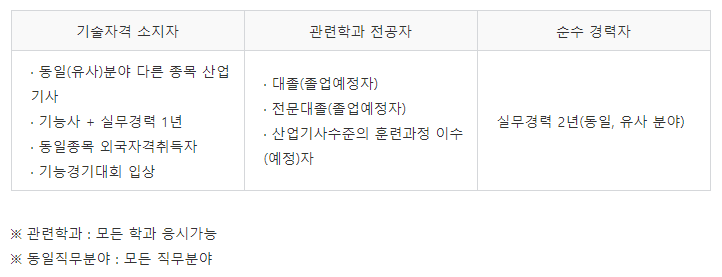 기술자격 소지자
관련학과 전공자
순수 경력자
· 동일(유사)분야 다른 종목 산업
기사
· 기능사 + 실무경력 1년
· 동일종목 외국자격취득자
· 기능경기대회 입상
· 대졸(졸업예정자)
· 전문대졸(졸업예정자)
· 산업기사수준의 훈련과정 이수
(예정)자
실무경력 2년(동일, 유사 분야)
※ 관련학과 : 모든 학과 응시가능
※ 동일직무분야 : 모든 직무분야